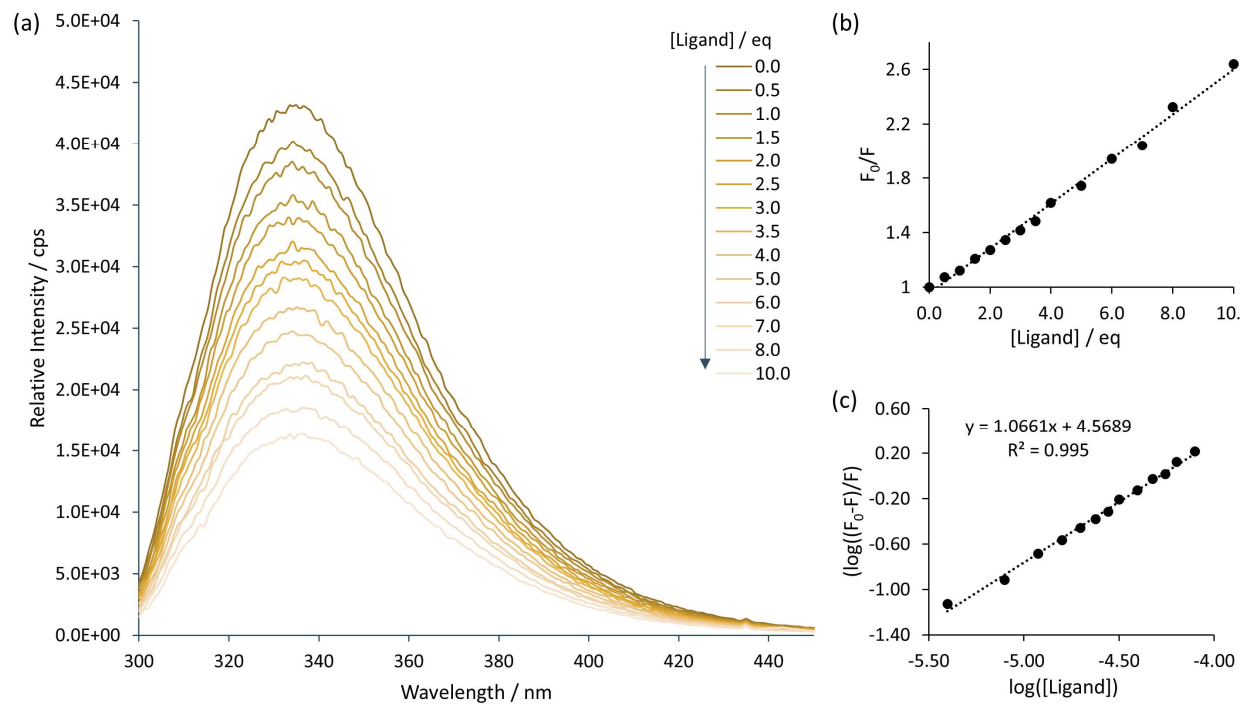 (a)
5.0E+04
4.5E+04
4.0E+04
3.5E+04
3.0E+04
2.5E+04
2.0E+04
1.5E+04
1.0E+04
5.0E+03
0.0E+00
Relative Intensity / cps
300
320
340
360
380
400
420
440
Wavelength / nm
[Ligand] / eq
0.0
0.5
1.0
1.5
2.0
2.5
3.0
3.5
4.0
5.0
6.0
7.0
8.0
10.0
(b)
2.6
2.2
1.8
1.4
1
F₀/F
0.0
2.0
4.0
6.0
8.0
10.
[Ligand] / eq
(c)
0.60
0.20
-0.20
-0.60
-1.00
-1.40
(log((F₀-F)/F)
y = 1.0661x + 4.5689
R² = 0.995
-5.50
-5.00
-4.50
-4.00
log([Ligand])